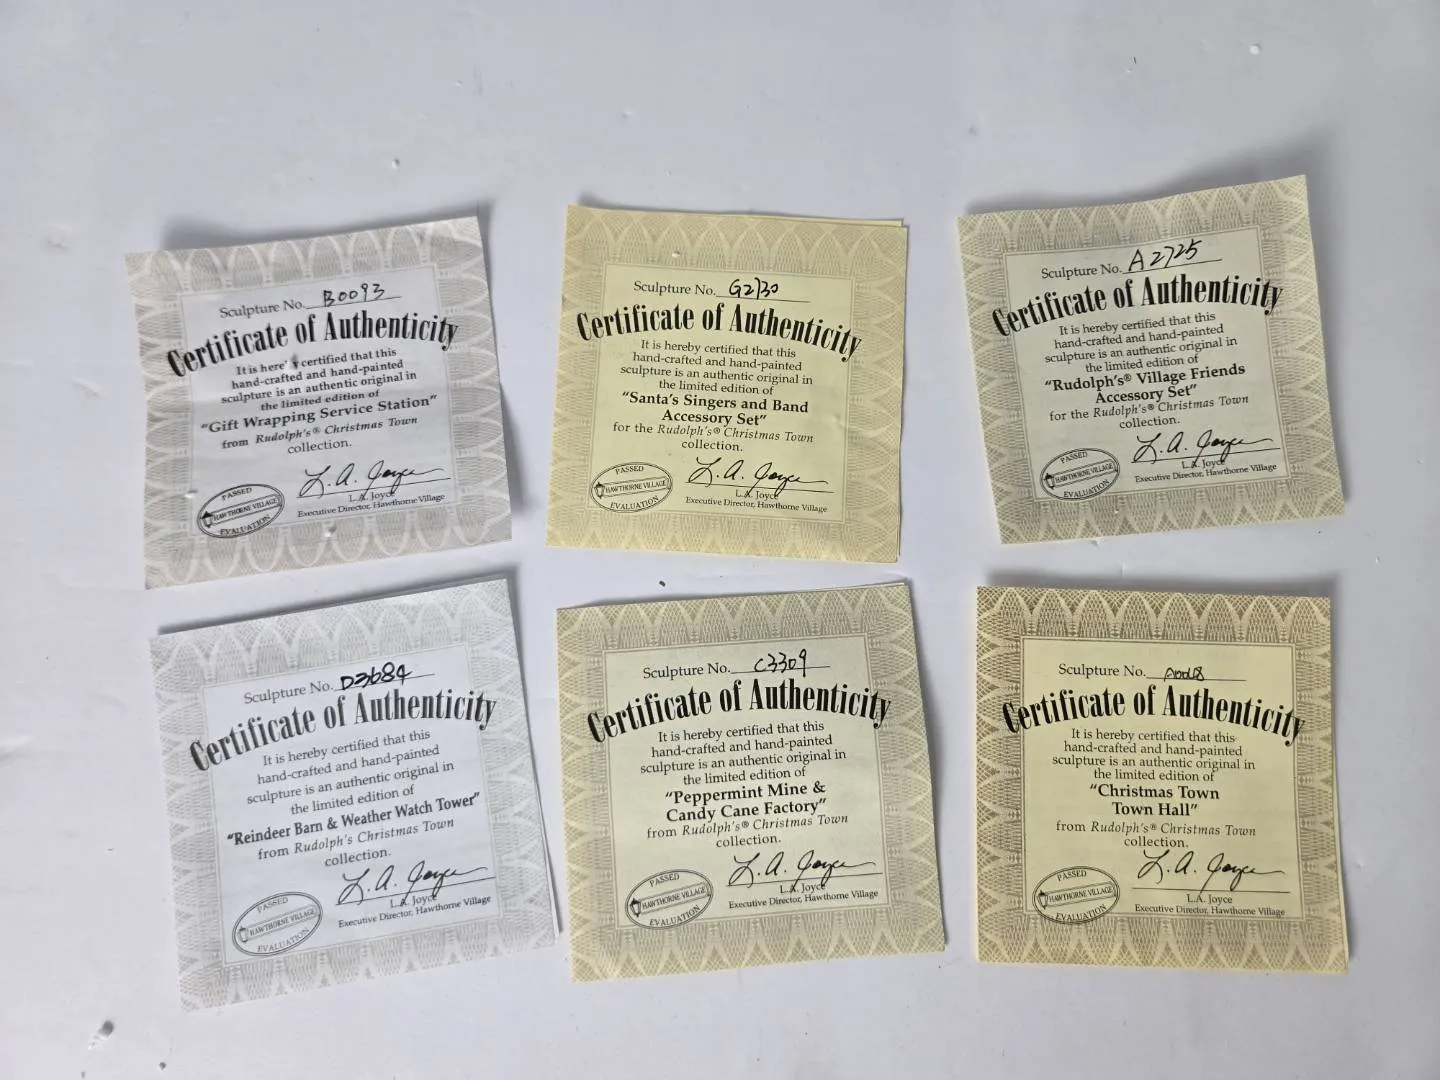 Sculpture No. B0093
Certificate of Authenticity
It is here certified that this
hand-crafted and hand-painted
sculpture is an authentic original in
the limited edition of
"Gift Wrapping Service Station"
from Rudolph's® Christmas Town
collection.
L. A. Joyce
L.A. Joyce
Executive Director, Hawthorne Village
PASSED
HAWTHORNE VILLAGE
EVALUATION
Sculpture No. G2730
Certificate of Authenticity
It is hereby certified that this
hand-crafted and hand-painted
sculpture is an authentic original in
the limited edition of
"Santa's Singers and Band
Accessory Set"
for the Rudolph's® Christmas Town
collection.
L. A. Joyce
L.A. Joyce
Executive Director, Hawthorne Village
PASSED
HAWTHORNE VILLAGE
EVALUATION
Sculpture No. A2725
Certificate of Authenticity
It is hereby certified that this
hand-crafted and hand-painted
sculpture is an authentic original in
the limited edition of
"Rudolph's® Village Friends
Accessory Set"
for the Rudolph's® Christmas Town
collection.
L. A. Joyce
L.A. Joyce
Executive Director, Hawthorne Village
PASSED
HAWTHORNE VILLAGE
EVALUATION
Sculpture No. D3684
Certificate of Authenticity
It is hereby certified that this
hand-crafted and hand-painted
sculpture is an authentic original in
the limited edition of
"Reindeer Barn & Weather Watch Tower"
from Rudolph's Christmas Town
collection.
L. A. Joyce
L.A. Joyce
Executive Director, Hawthorne Village
PASSED
HAWTHORNE VILLAGE
EVALUATION
Sculpture No. C3309
Certificate of Authenticity
It is hereby certified that this
hand-crafted and hand-painted
sculpture is an authentic original in
the limited edition of
"Peppermint Mine &
Candy Cane Factory"
from Rudolph's® Christmas Town
collection.
L. A. Joyce
L.A. Joyce
Executive Director, Hawthorne Village
PASSED
HAWTHORNE VILLAGE
EVALUATION
Sculpture No.
Certificate of Authenticity
It is hereby certified that this
hand-crafted and hand-painted
sculpture is an authentic original in
the limited edition of
"Christmas Town
Town Hall"
from Rudolph's® Christmas Town
collection.
L. A. Joyce
L.A. Joyce
Executive Director, Hawthorne Village
PASSED
HAWTHORNE VILLAGE
EVALUATION